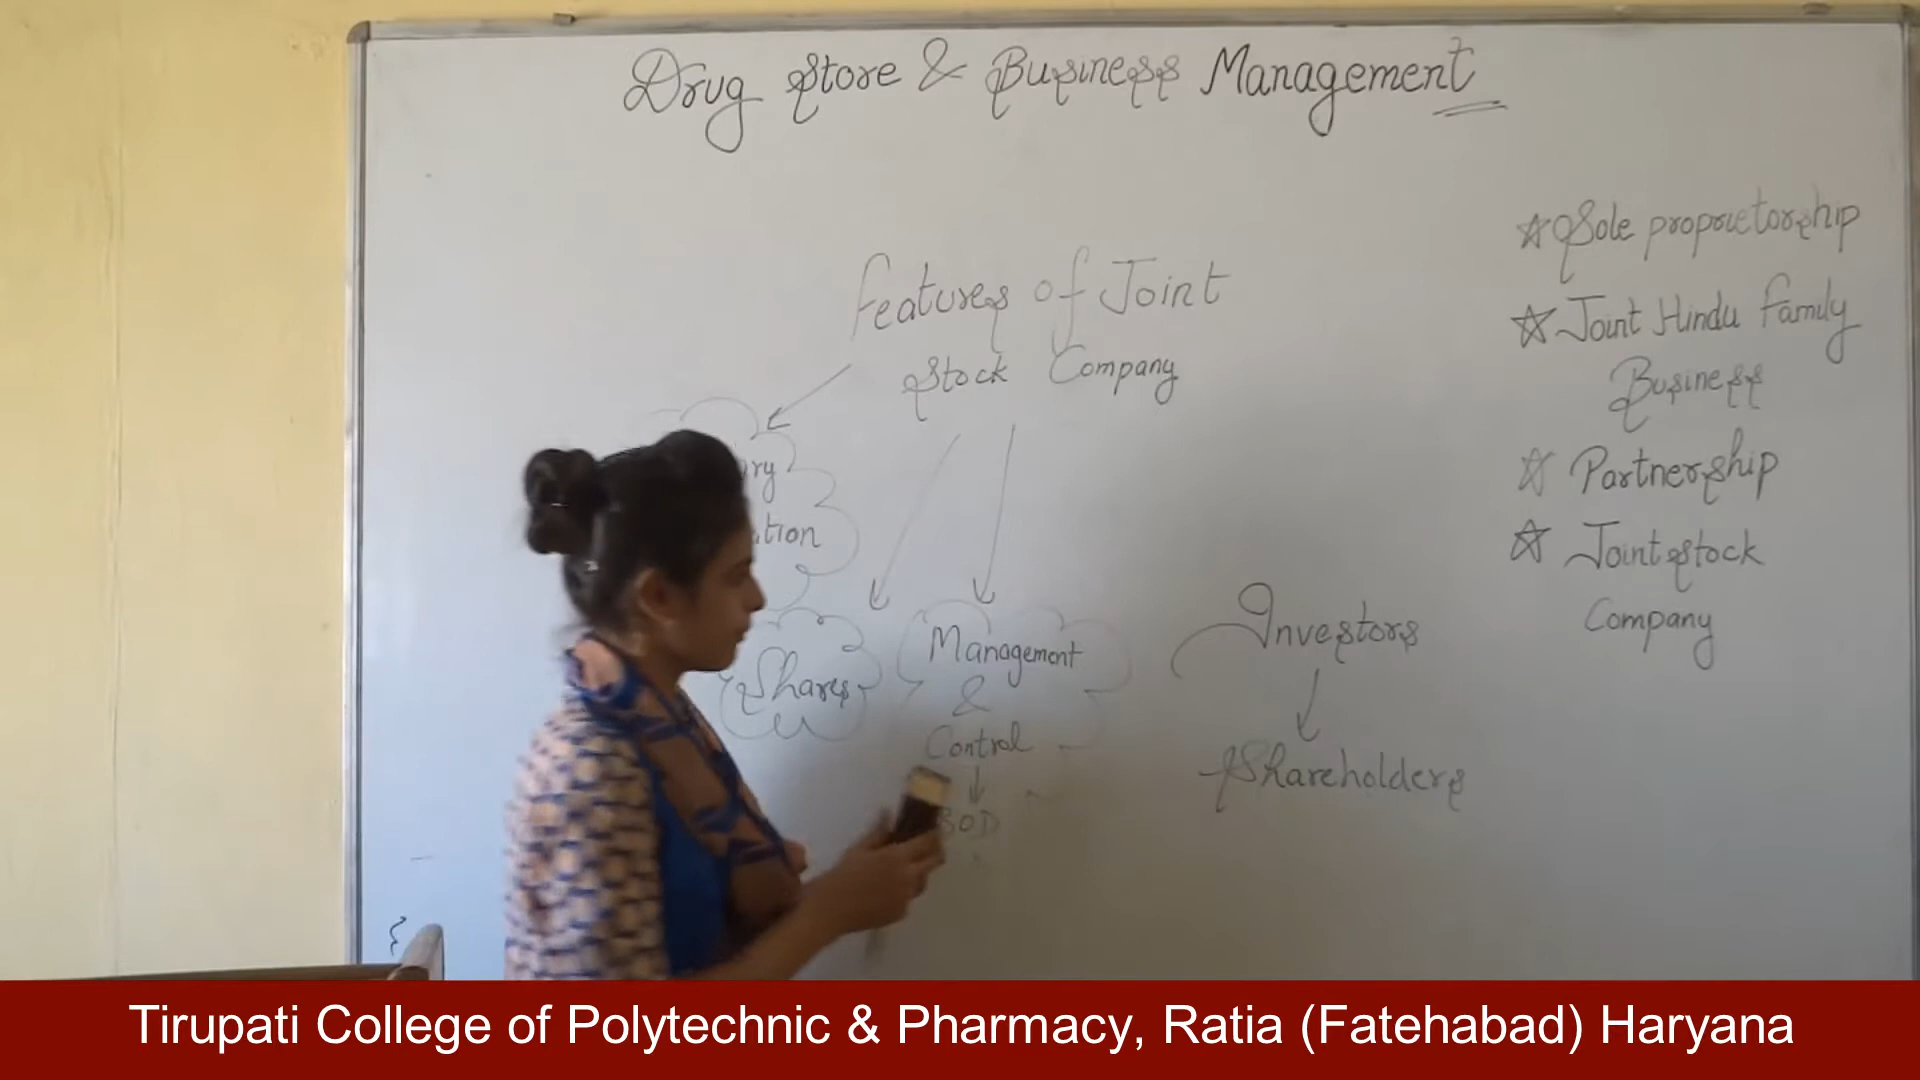 Drug Store & Business Management
Features of Joint
Stock Company
Shares
Management
&
Control
BOD
Investors
Shareholders
☆ Sole proprietorship
☆ Joint Hindu Family
Business
☆ Partnership
☆ Joint stock
Company
Tirupati College of Polytechnic & Pharmacy, Ratia (Fatehabad) Haryana